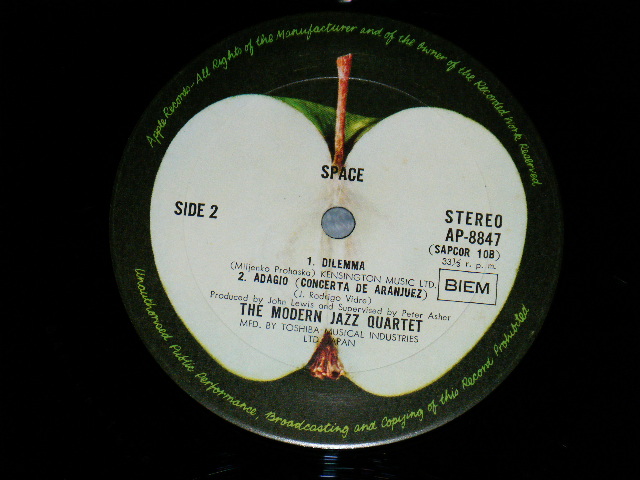 Apple Records—All Rights of the Manufacturer and of the Owner of the Recorded Work Reserved
SPACE
SIDE 2
STEREO
AP-8847
(SAPCOR 10B)
33⅓ r. p. m.
BIEM
1. DILEMMA
(Miljenko Prohaska) KENSINGTON MUSIC LTD.
2. ADAGIO (CONCERTA DE ARANJUEZ)
(J. Rodrigo Vidre)
Produced by John Lewis and Supervised by Peter Asher
THE MODERN JAZZ QUARTET
MFD. BY TOSHIBA MUSICAL INDUSTRIES
LTD. JAPAN
Unauthorised Public Performance, Broadcasting and Copying of this Record Prohibited